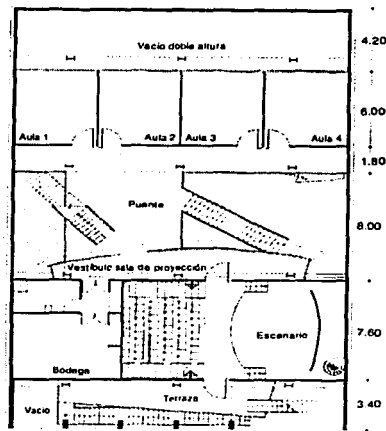 Vacío doble altura
4.20
6.00
Aula 1 Aula 2 Aula 3 Aula 4
1.80
Puente
8.00
Vestíbulo sala de proyección
Escenario
7.60
Bodega
Terraza
Vacío
3.40